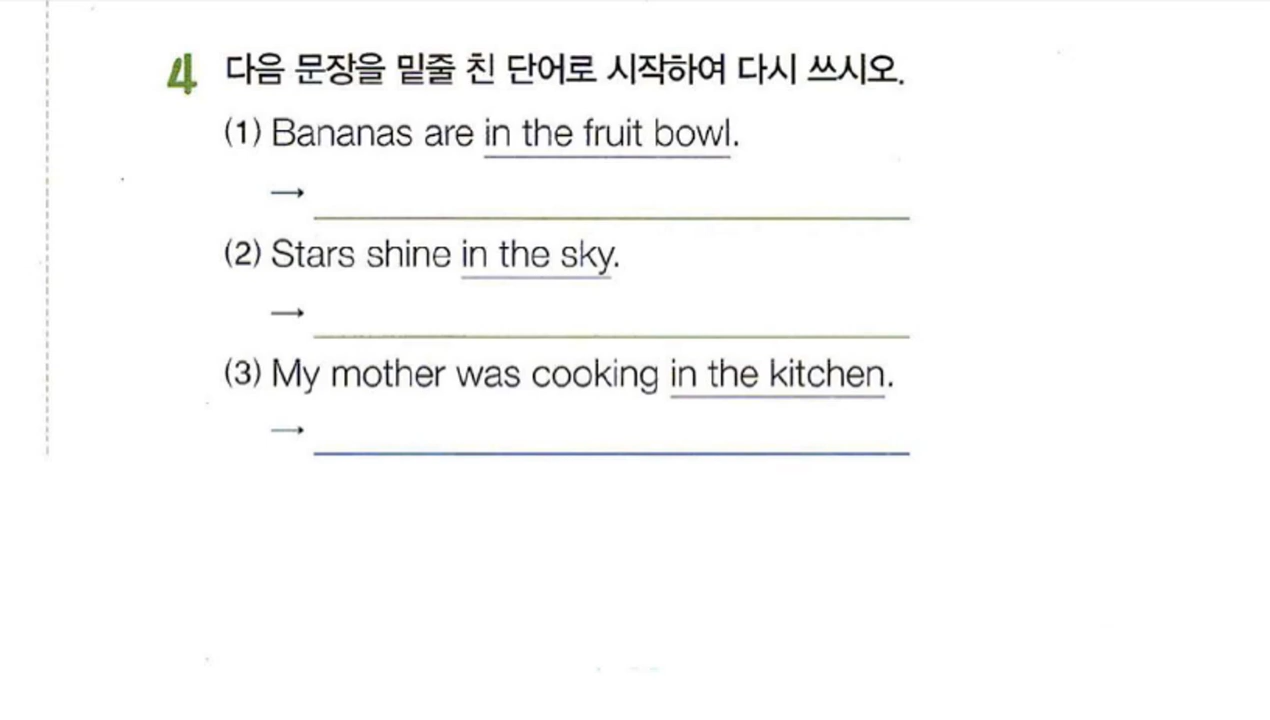 4 다음 문장을 밑줄 친 단어로 시작하여 다시 쓰시오.
(1) Bananas are in the fruit bowl.
→
(2) Stars shine in the sky.
→
(3) My mother was cooking in the kitchen.
→